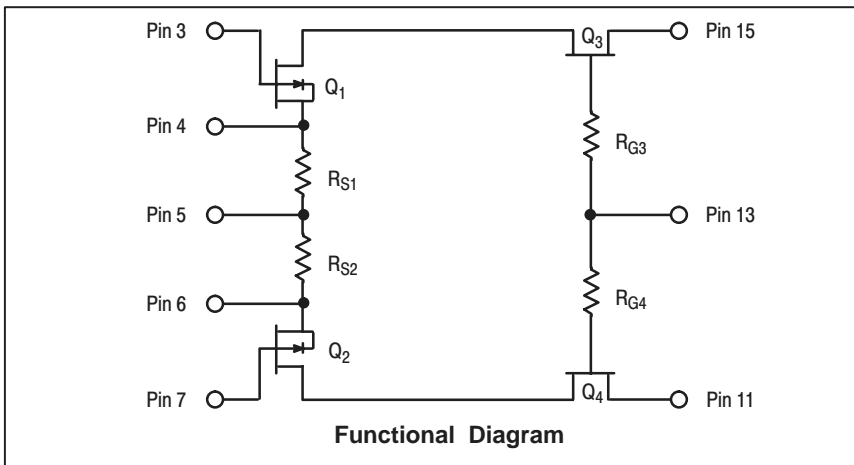 Pin 3
Q3
Pin 15
Q1
Pin 4
RS1
RG3
Pin 5
Pin 13
RS2
RG4
Pin 6
Q2
Pin 7
Q4
Pin 11
Functional Diagram